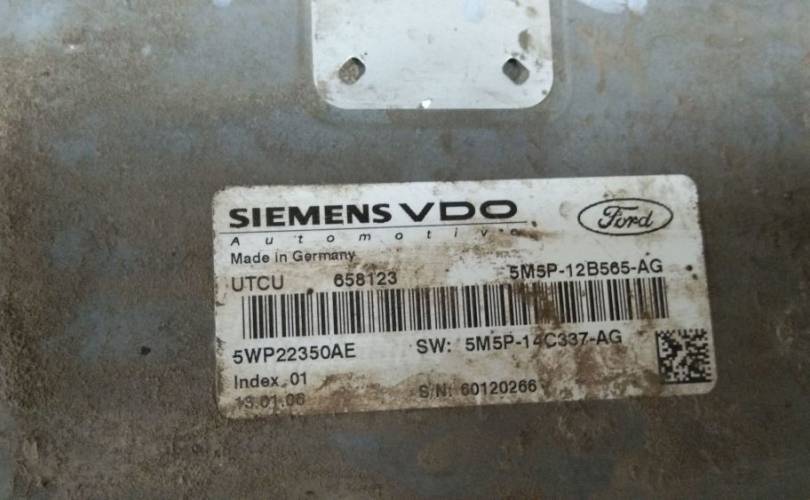 SIEMENS VDO
Automotive
Ford
Made in Germany
UTCU 658123 5M5P-12B565-AG
5WP22350AE SW: 5M5P-14C337-AG
Index 01
13.01.06 S/N: 60120266